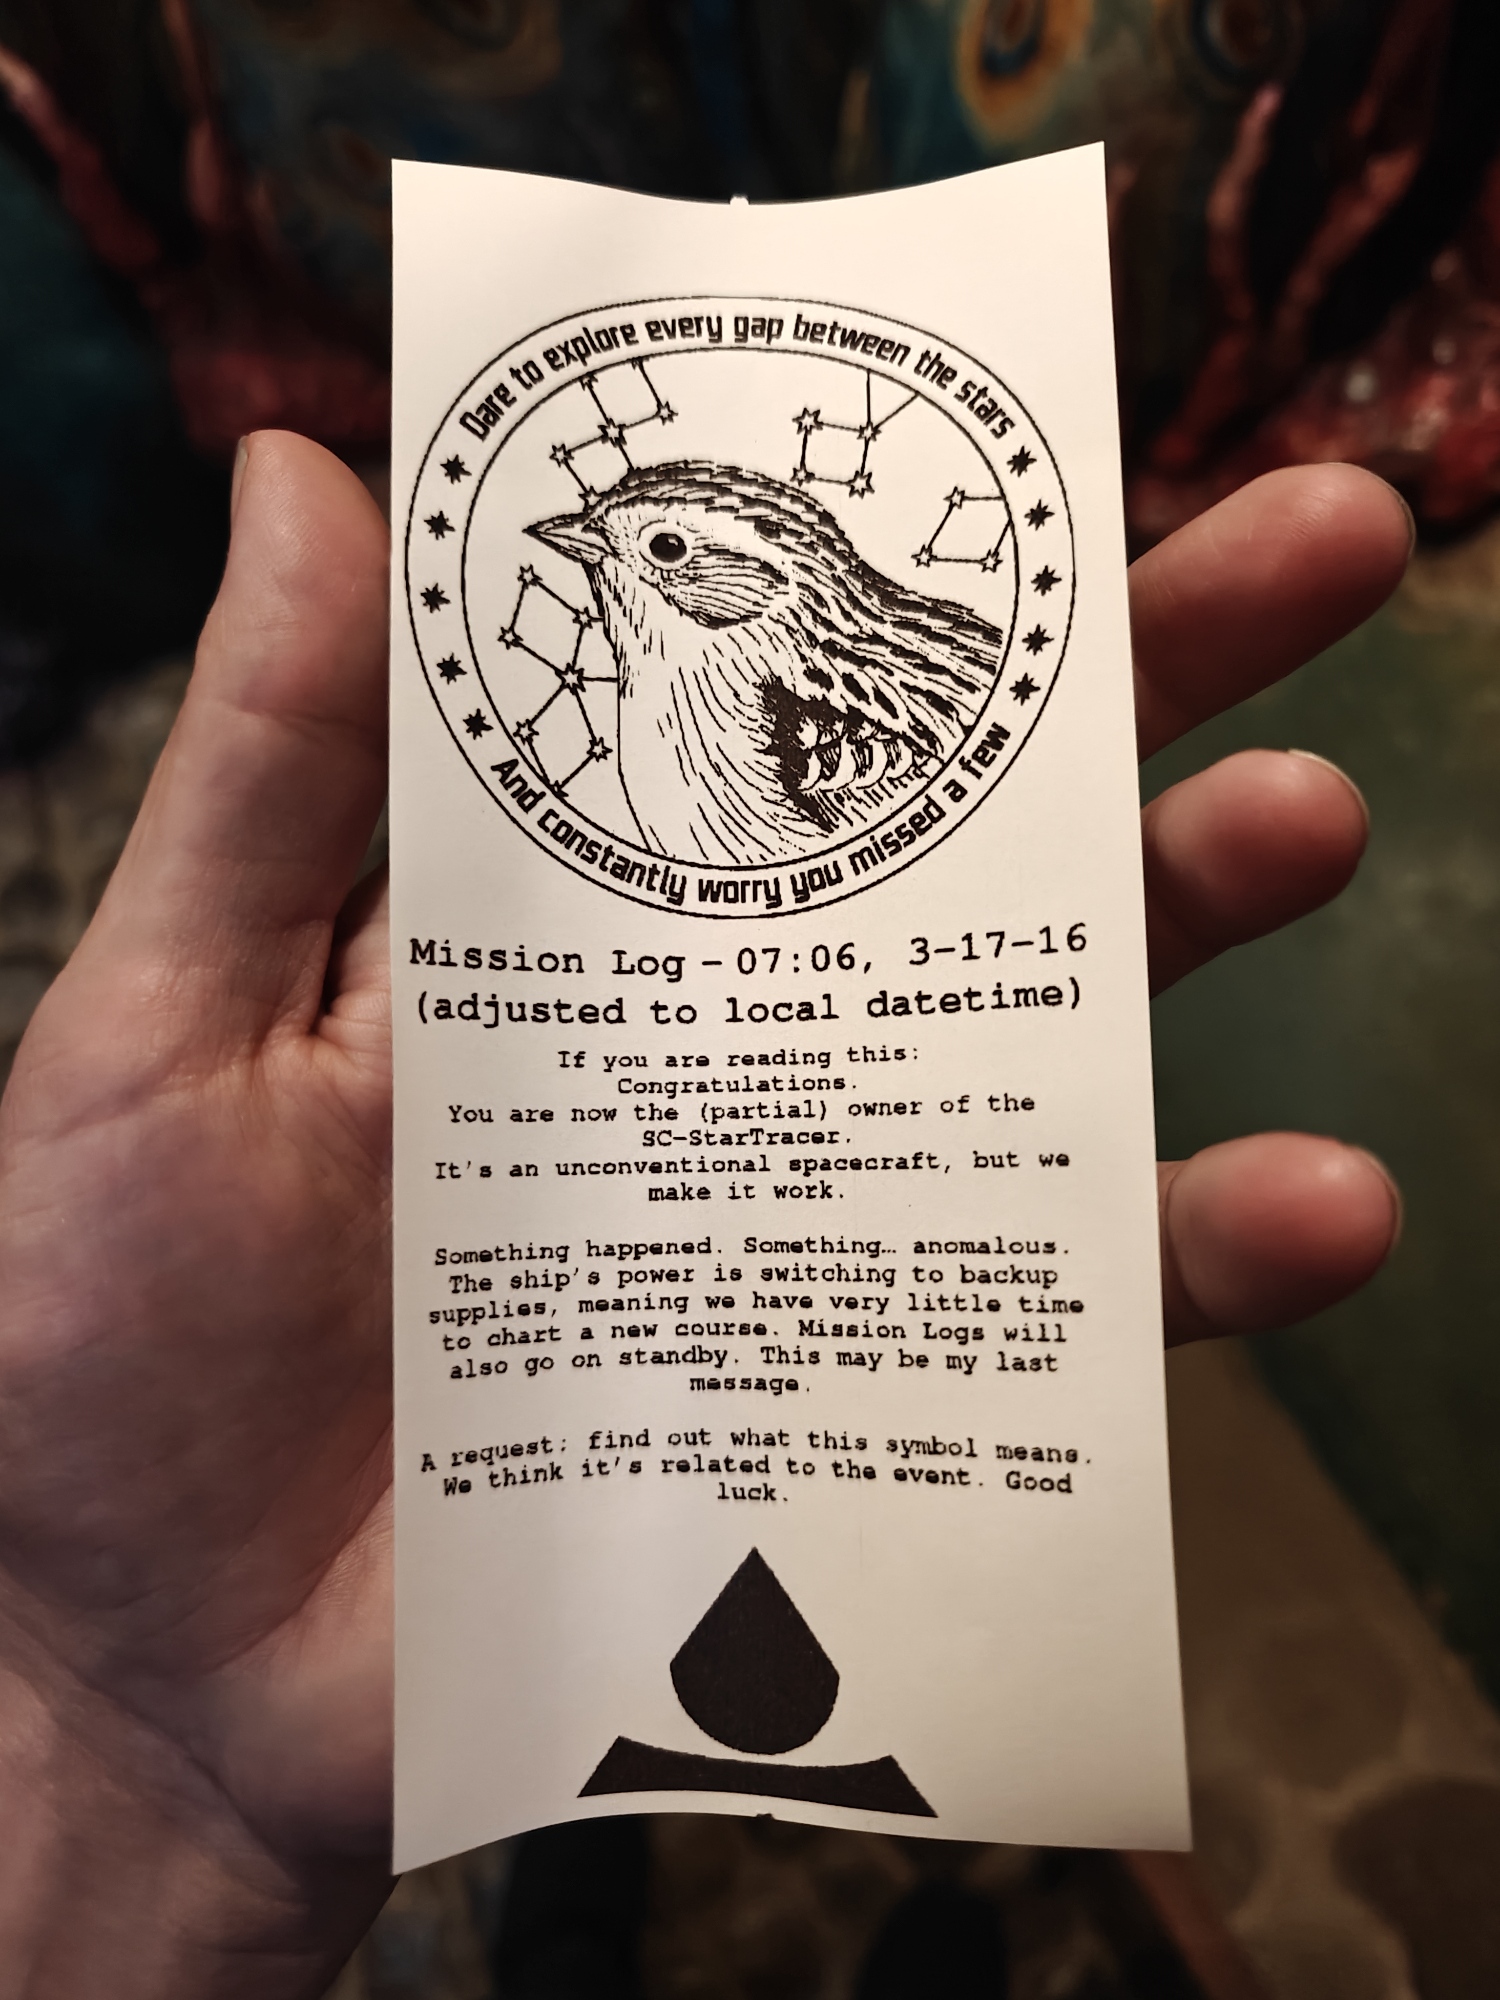 Dare to explore every gap between the stars
And constantly worry you missed a few
Mission Log – 07:06, 3-17-16
(adjusted to local datetime)
If you are reading this:
Congratulations.
You are now the (partial) owner of the
SC-StarTracer.
It's an unconventional spacecraft, but we
make it work.
Something happened. Something… anomalous.
The ship's power is switching to backup
supplies, meaning we have very little time
to chart a new course. Mission Logs will
also go on standby. This may be my last
message.
A request: find out what this symbol means.
We think it's related to the event. Good
luck.